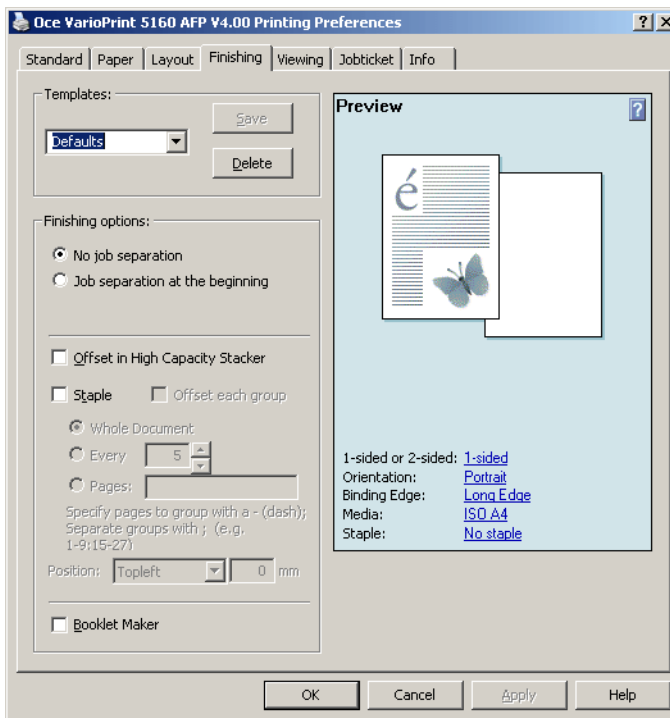 Oce VarioPrint 5160 AFP V4.00 Printing Preferences
Standard Paper Layout Finishing Viewing Jobticket Info
Templates:
Defaults
Save
Delete
Finishing options:
No job separation
Job separation at the beginning
Offset in High Capacity Stacker
Staple Offset each group
Whole Document
Every 5
Pages:
Specify pages to group with a - (dash);
Separate groups with ; (e.g.
1-9;15-27)
Position: Topleft 0 mm
Booklet Maker
Preview ?
é
1-sided or 2-sided: 1-sided
Orientation: Portrait
Binding Edge: Long Edge
Media: ISO A4
Staple: No staple
OK Cancel Apply Help